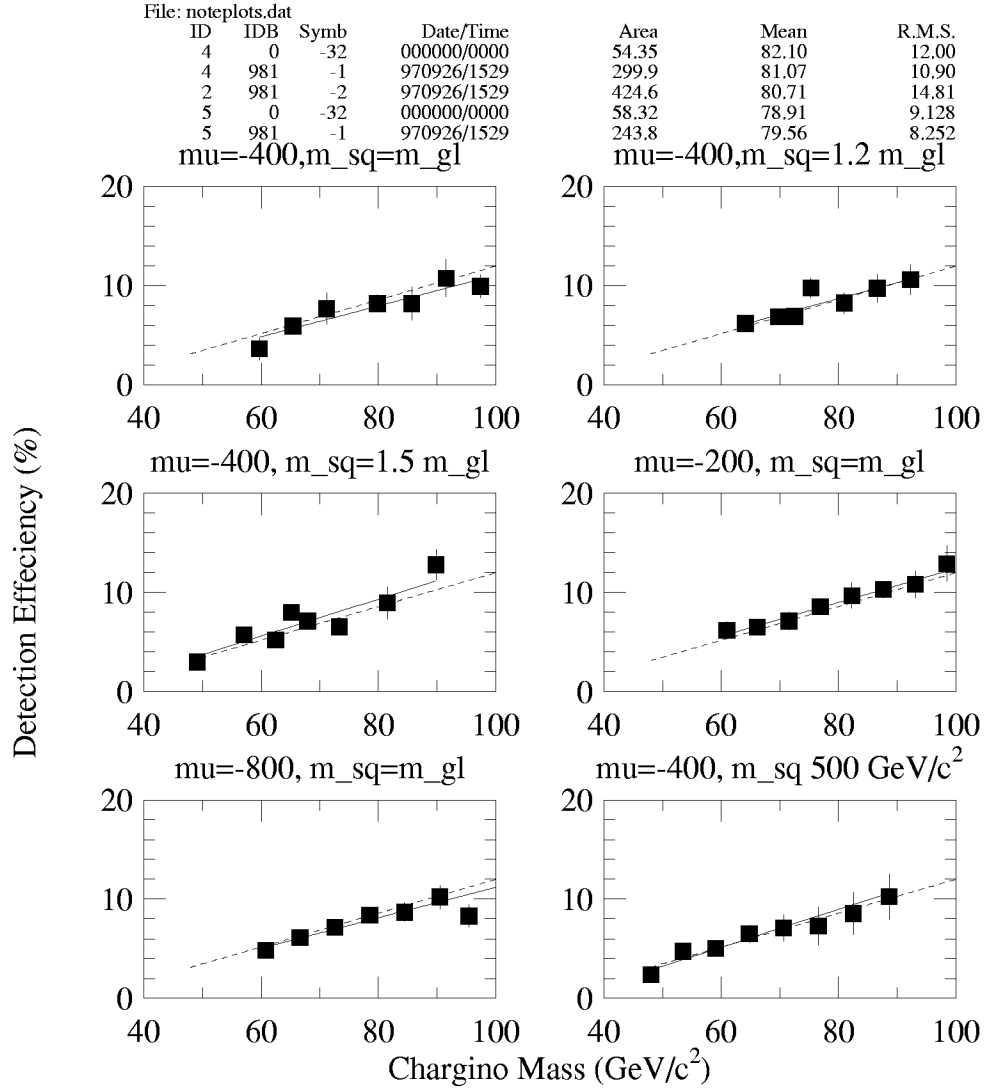 File: noteplots.dat
ID IDB Symb Date/Time Area Mean R.M.S.
4 0 -32 000000/0000 54.35 82.10 12.00
4 981 -1 970926/1529 299.9 81.07 10.90
2 981 -2 970926/1529 424.6 80.71 14.81
5 0 -32 000000/0000 58.32 78.91 9.128
5 981 -1 970926/1529 243.8 79.56 8.252
mu=-400,m_sq=m_gl
20
10
0
40 60 80 100
mu=-400,m_sq=1.2 m_gl
20
10
0
40 60 80 100
mu=-400, m_sq=1.5 m_gl
20
10
0
40 60 80 100
mu=-200, m_sq=m_gl
20
10
0
40 60 80 100
mu=-800, m_sq=m_gl
20
10
0
40 60 80 100
mu=-400, m_sq 500 GeV/c²
20
10
0
40 60 80 100
Detection Effeciency (%)
Chargino Mass (GeV/c²)